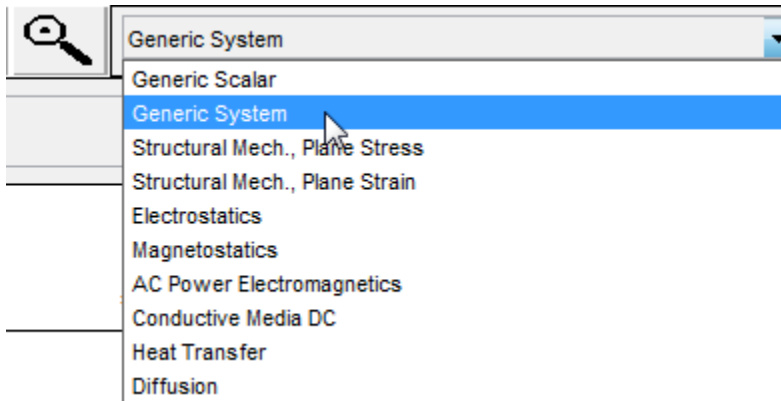 Generic System
Generic Scalar
Generic System
Structural Mech., Plane Stress
Structural Mech., Plane Strain
Electrostatics
Magnetostatics
AC Power Electromagnetics
Conductive Media DC
Heat Transfer
Diffusion